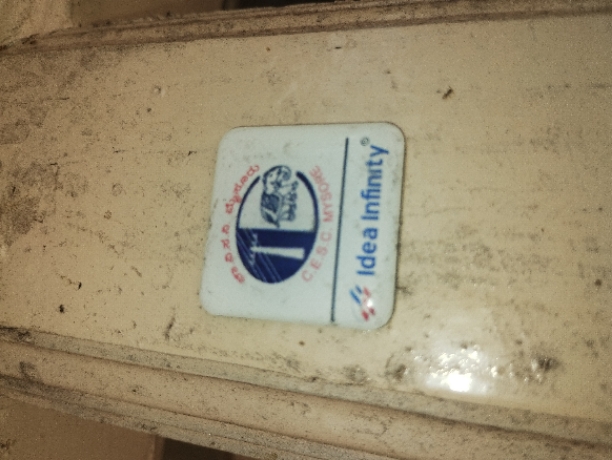 ಚಾ.ವಿ.ಸ.ನಿ. ಮೈಸೂರು
C.E.S.C. MYSORE
Idea Infinity®